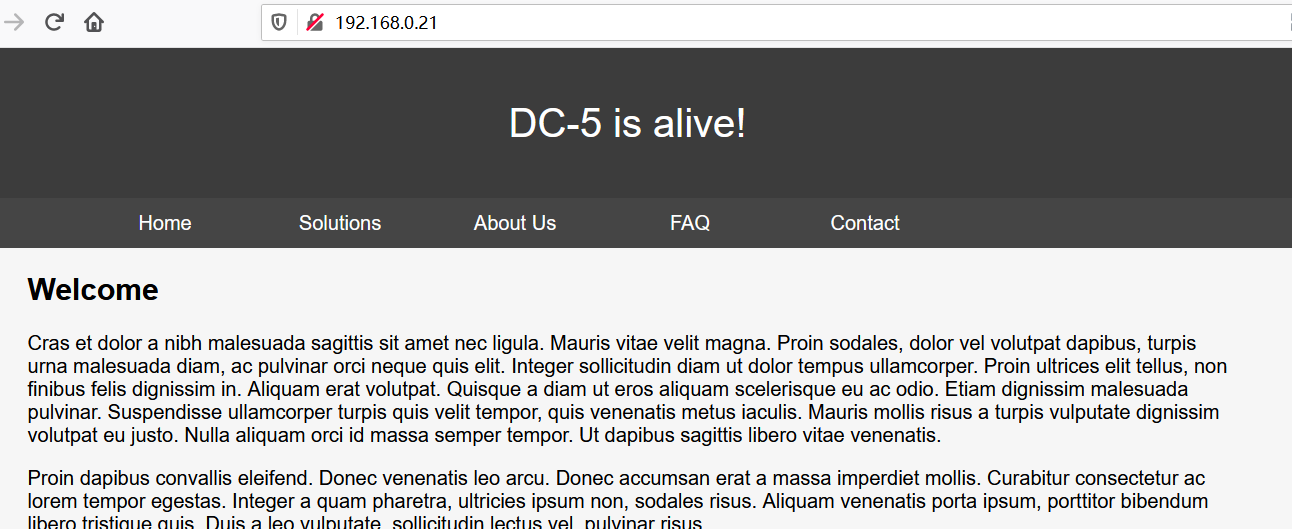 192.168.0.21
DC-5 is alive!
Home Solutions About Us FAQ Contact
Welcome
Cras et dolor a nibh malesuada sagittis sit amet nec ligula. Mauris vitae velit magna. Proin sodales, dolor vel volutpat dapibus, turpis
urna malesuada diam, ac pulvinar orci neque quis elit. Integer sollicitudin diam ut dolor tempus ullamcorper. Proin ultrices elit tellus, non
finibus felis dignissim in. Aliquam erat volutpat. Quisque a diam ut eros aliquam scelerisque eu ac odio. Etiam dignissim malesuada
pulvinar. Suspendisse ullamcorper turpis quis velit tempor, quis venenatis metus iaculis. Mauris mollis risus a turpis vulputate dignissim
volutpat eu justo. Nulla aliquam orci id massa semper tempor. Ut dapibus sagittis libero vitae venenatis.
Proin dapibus convallis eleifend. Donec venenatis leo arcu. Donec accumsan erat a massa imperdiet mollis. Curabitur consectetur ac
lorem tempor egestas. Integer a quam pharetra, ultricies ipsum non, sodales risus. Aliquam venenatis porta ipsum, porttitor bibendum
libero tristique quis. Duis a leo vulputate, sollicitudin lectus vel, pulvinar risus.